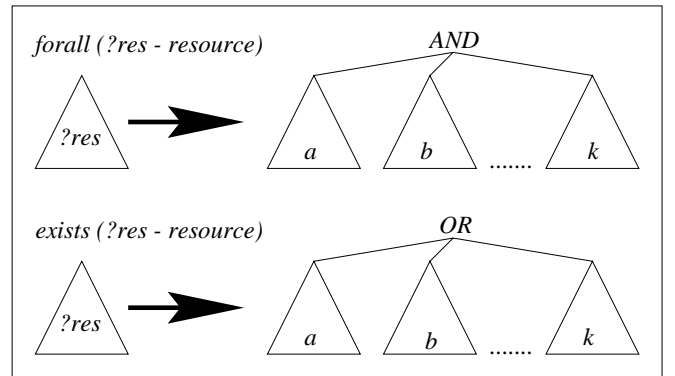 forall (?res - resource)
AND
?res
a
b
.......
k
exists (?res - resource)
OR
?res
a
b
.......
k